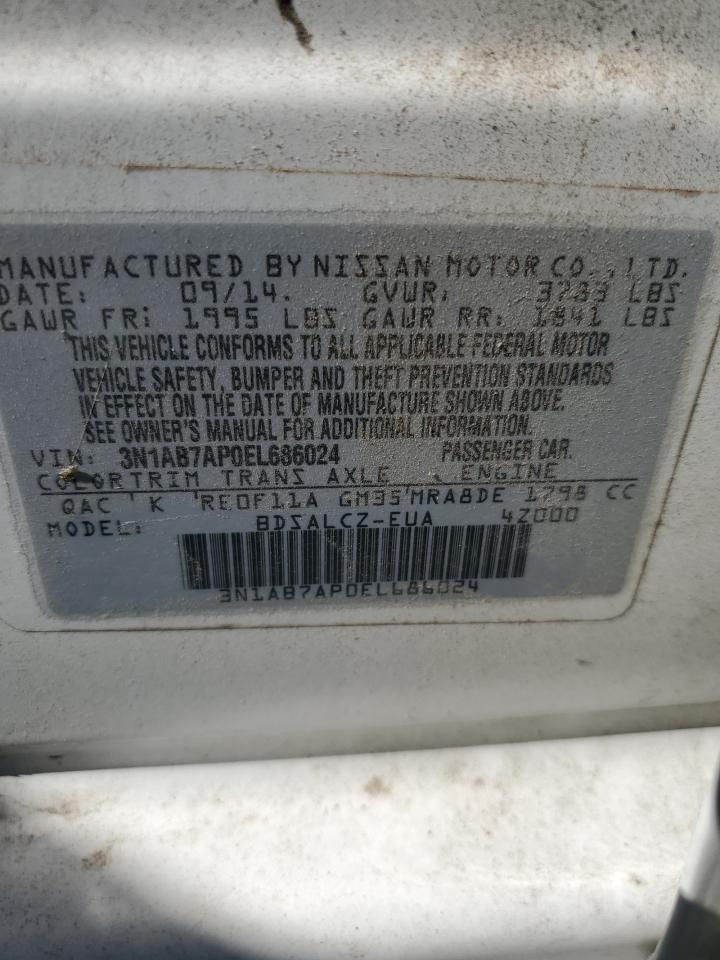 MANUFACTURED BY NISSAN MOTOR CO., LTD.
DATE: 09/14. GVWR: 3783 LBS
GAWR FR: 1995 LBS GAWR RR: 1841 LBS
THIS VEHICLE CONFORMS TO ALL APPLICABLE FEDERAL MOTOR
VEHICLE SAFETY, BUMPER AND THEFT PREVENTION STANDARDS
IN EFFECT ON THE DATE OF MANUFACTURE SHOWN ABOVE.
SEE OWNER'S MANUAL FOR ADDITIONAL INFORMATION.
VIN: 3N1AB7AP0EL686024 PASSENGER CAR.
COLOR TRIM TRANS AXLE ENGINE
QAC K RE0F11A GM35 MRA8DE 1798 CC
MODEL: BDSALCZ-EUA 4Z000
3N1AB7AP0EL686024